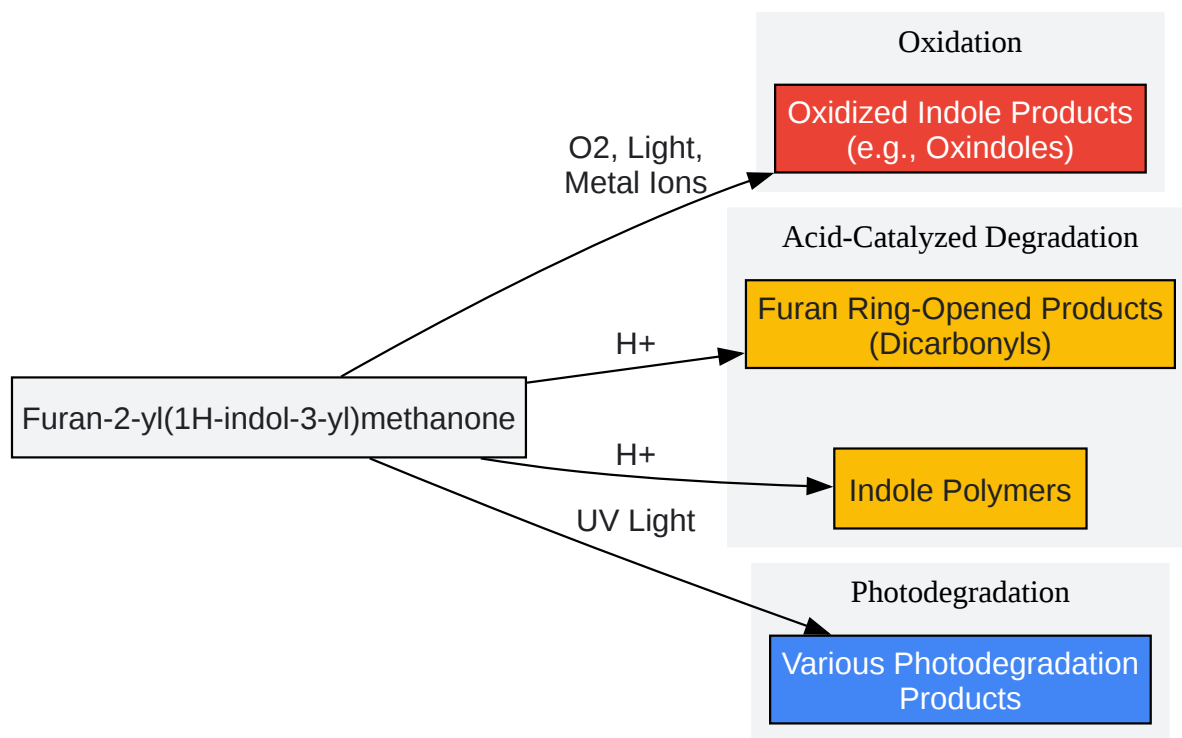 Oxidation
Oxidized Indole Products
(e.g., Oxindoles)
O2, Light,
Metal Ions
Acid-Catalyzed Degradation
Furan Ring-Opened Products
(Dicarbonyls)
H+
Furan-2-yl(1H-indol-3-yl)methanone
H+
Indole Polymers
UV Light
Photodegradation
Various Photodegradation
Products